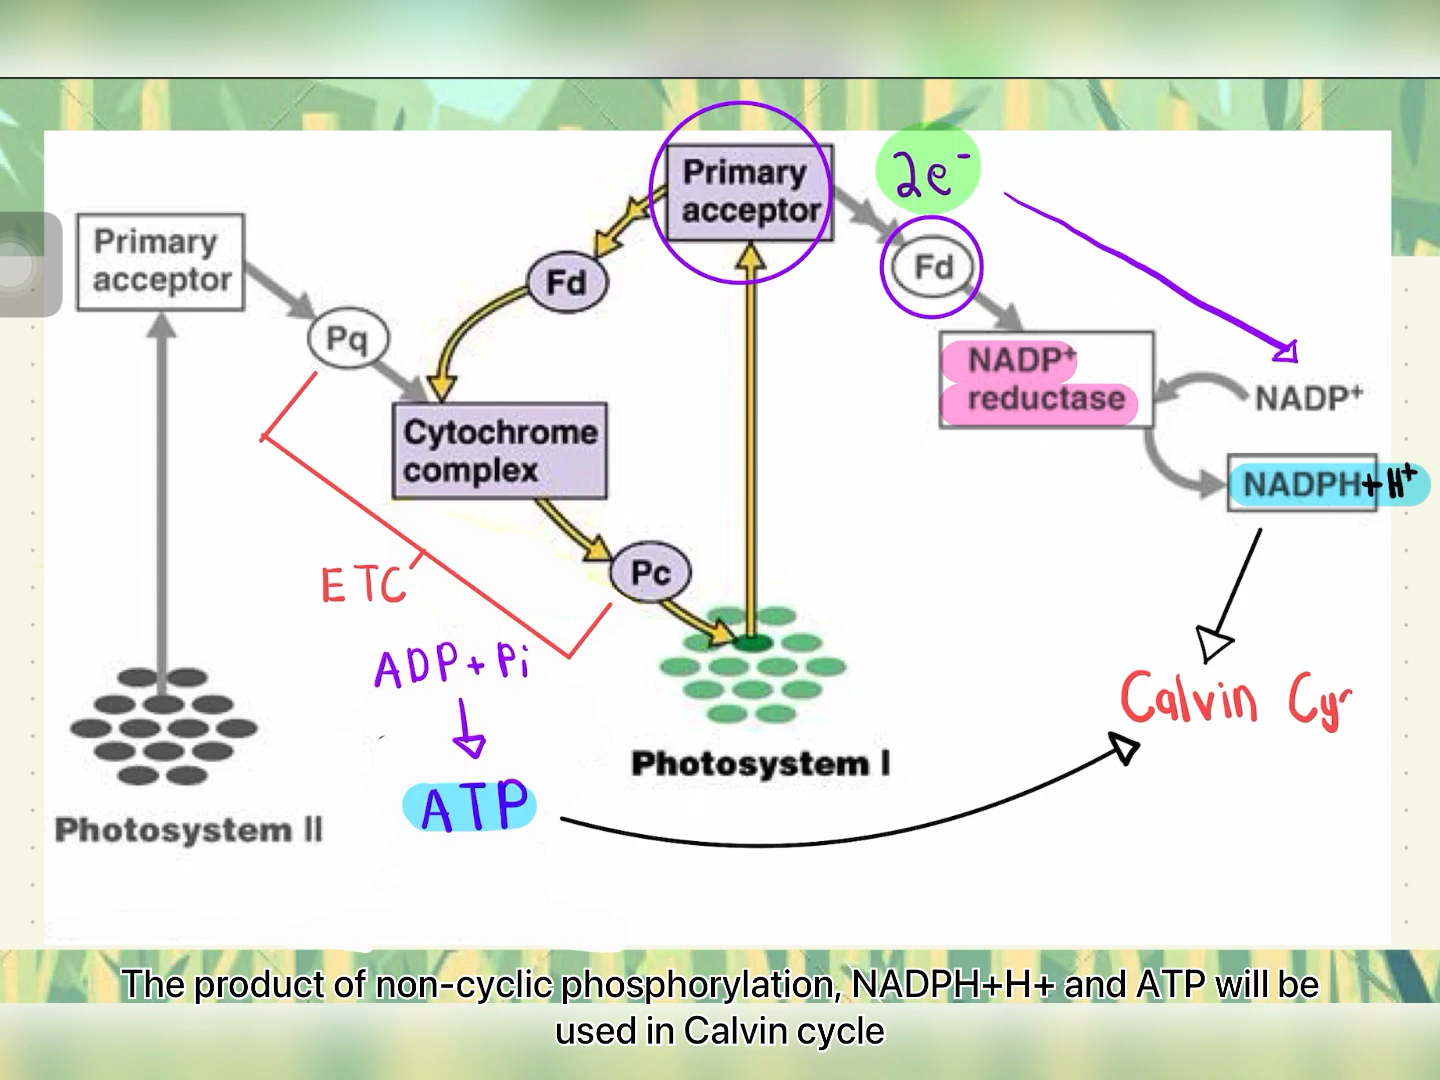 Primary
acceptor
2e⁻
Primary
acceptor
Fd
Fd
Pq
NADP⁺
reductase
NADP⁺
Cytochrome
complex
NADPH+H⁺
ETC
Pc
ADP+Pi
Calvin Cy
ATP
Photosystem I
Photosystem II
The product of non-cyclic phosphorylation, NADPH+H+ and ATP will be
used in Calvin cycle